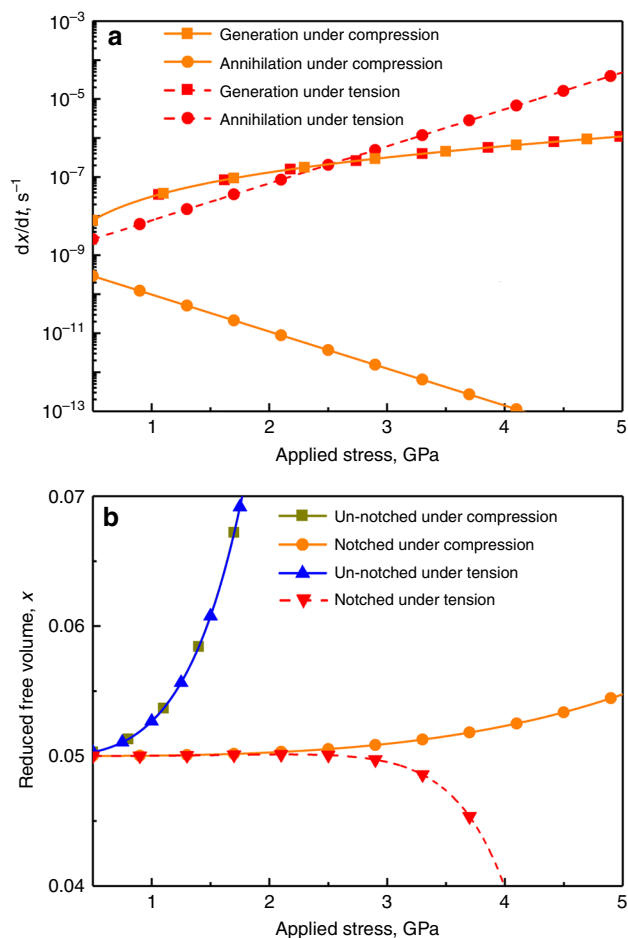 a
Generation under compression
Annihilation under compression
Generation under tension
Annihilation under tension
10⁻³
10⁻⁵
10⁻⁷
10⁻⁹
10⁻¹¹
10⁻¹³
dx/dt, s⁻¹
1 2 3 4 5
Applied stress, GPa
b
Un-notched under compression
Notched under compression
Un-notched under tension
Notched under tension
0.07
0.06
0.05
0.04
Reduced free volume, x
1 2 3 4 5
Applied stress, GPa